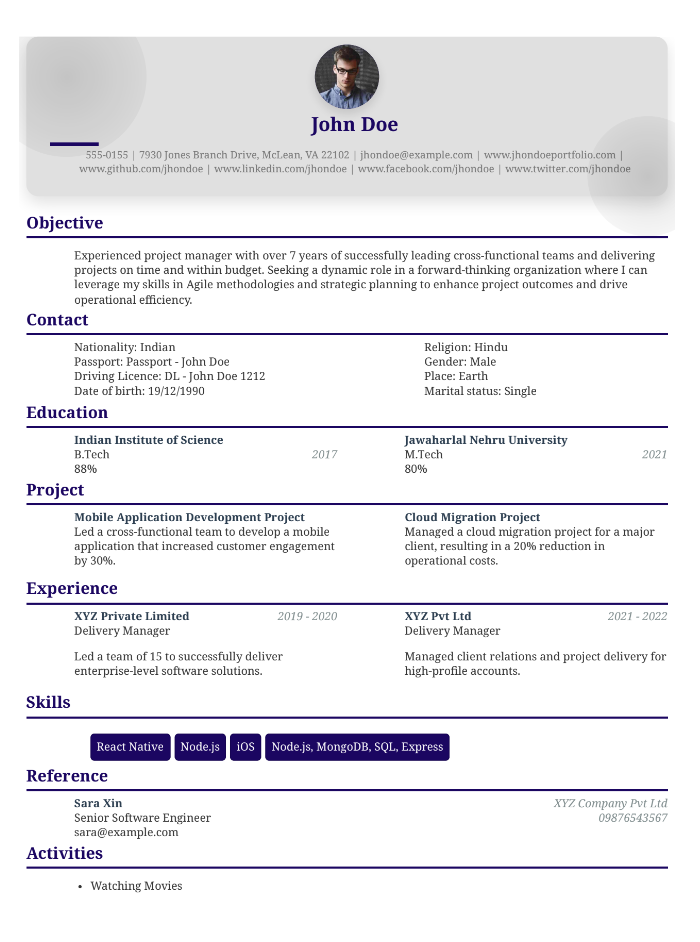 John Doe
555-0155 | 7930 Jones Branch Drive, McLean, VA 22102 | jhondoe@example.com | www.jhondoeportfolio.com |
www.github.com/jhondoe | www.linkedin.com/jhondoe | www.facebook.com/jhondoe | www.twitter.com/jhondoe
Objective
Experienced project manager with over 7 years of successfully leading cross-functional teams and delivering
projects on time and within budget. Seeking a dynamic role in a forward-thinking organization where I can
leverage my skills in Agile methodologies and strategic planning to enhance project outcomes and drive
operational efficiency.
Contact
Nationality: Indian
Passport: Passport - John Doe
Driving Licence: DL - John Doe 1212
Date of birth: 19/12/1990
Religion: Hindu
Gender: Male
Place: Earth
Marital status: Single
Education
Indian Institute of Science
B.Tech 2017
88%
Jawaharlal Nehru University
M.Tech 2021
80%
Project
Mobile Application Development Project
Led a cross-functional team to develop a mobile
application that increased customer engagement
by 30%.
Cloud Migration Project
Managed a cloud migration project for a major
client, resulting in a 20% reduction in
operational costs.
Experience
XYZ Private Limited 2019 - 2020
Delivery Manager
Led a team of 15 to successfully deliver
enterprise-level software solutions.
XYZ Pvt Ltd 2021 - 2022
Delivery Manager
Managed client relations and project delivery for
high-profile accounts.
Skills
React Native Node.js iOS Node.js, MongoDB, SQL, Express
Reference
Sara Xin XYZ Company Pvt Ltd
Senior Software Engineer 09876543567
sara@example.com
Activities
• Watching Movies